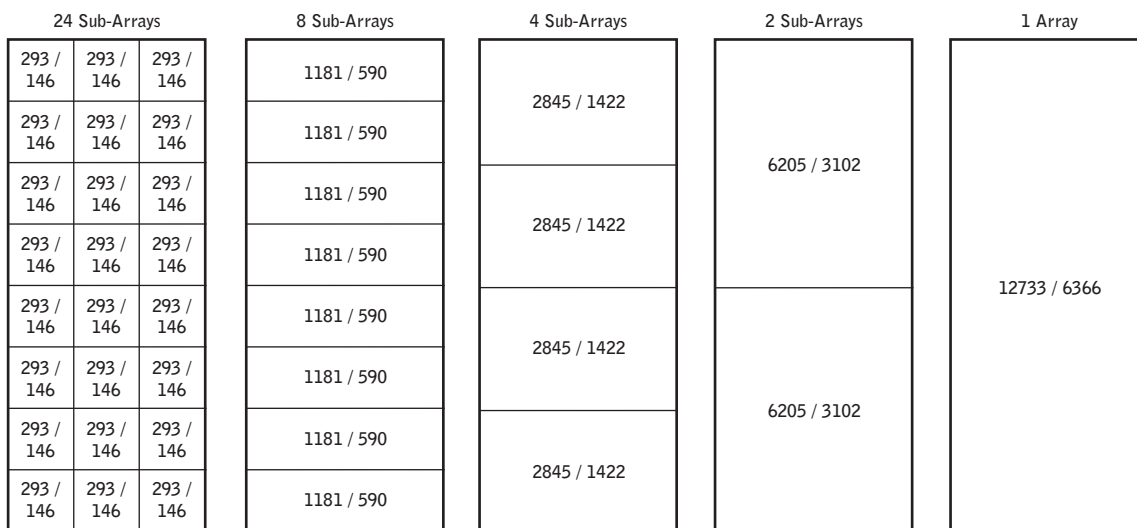 24 Sub-Arrays
293 / 293 / 293 /
146 146 146
293 / 293 / 293 /
146 146 146
293 / 293 / 293 /
146 146 146
293 / 293 / 293 /
146 146 146
293 / 293 / 293 /
146 146 146
293 / 293 / 293 /
146 146 146
293 / 293 / 293 /
146 146 146
293 / 293 / 293 /
146 146 146
8 Sub-Arrays
1181 / 590
1181 / 590
1181 / 590
1181 / 590
1181 / 590
1181 / 590
1181 / 590
1181 / 590
4 Sub-Arrays
2845 / 1422
2845 / 1422
2845 / 1422
2845 / 1422
2 Sub-Arrays
6205 / 3102
6205 / 3102
1 Array
12733 / 6366